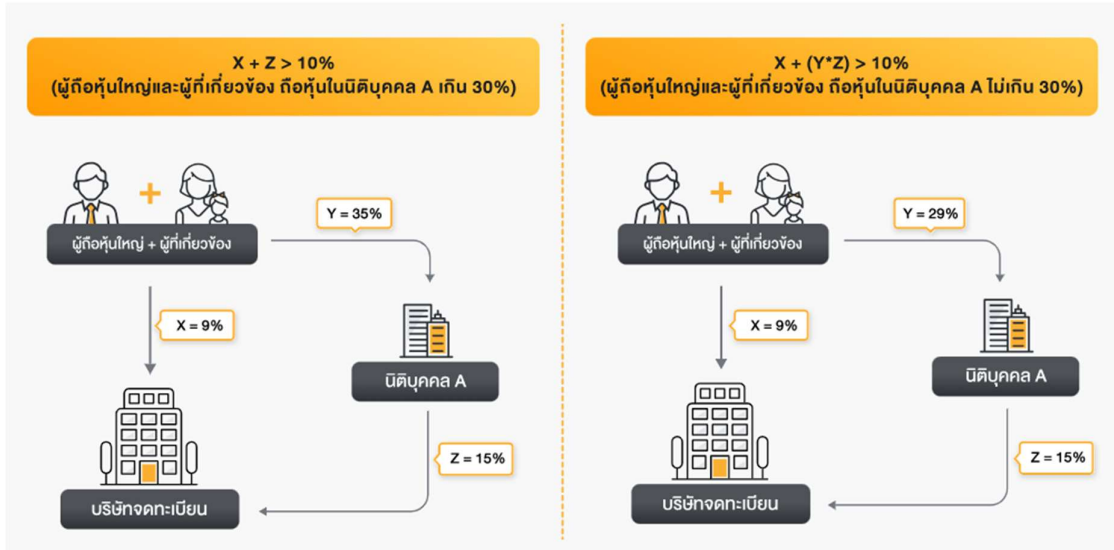 X + Z > 10%
(ผู้ถือหุ้นใหญ่และผู้ที่เกี่ยวข้อง ถือหุ้นในนิติบุคคล A เกิน 30%)
ผู้ถือหุ้นใหญ่ + ผู้ที่เกี่ยวข้อง
Y = 35%
X = 9%
นิติบุคคล A
Z = 15%
บริษัทจดทะเบียน
X + (Y*Z) > 10%
(ผู้ถือหุ้นใหญ่และผู้ที่เกี่ยวข้อง ถือหุ้นในนิติบุคคล A ไม่เกิน 30%)
ผู้ถือหุ้นใหญ่ + ผู้ที่เกี่ยวข้อง
Y = 29%
X = 9%
นิติบุคคล A
Z = 15%
บริษัทจดทะเบียน